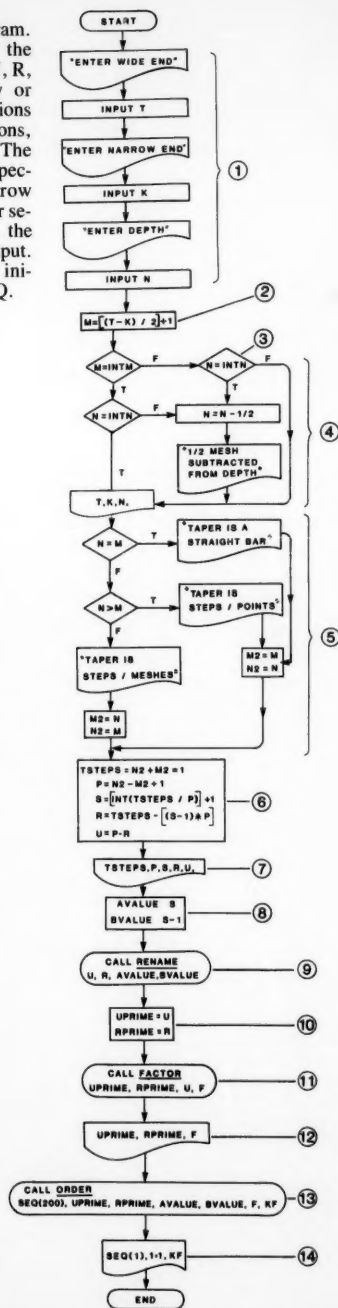 ram.
the
, R,
or
ions
ons,
The
pec-
row
r se-
the
put.
ini-
Q.
START
"ENTER WIDE END"
INPUT T
"ENTER NARROW END"
INPUT K
"ENTER DEPTH"
INPUT N
①
M=[(T-K) / 2]+1
②
M=INTM
F
N=INTN
F
③
T
T
N=INTN
F
N=N-1/2
④
"1/2 MESH
SUBTRACTED
FROM DEPTH"
T
T,K,N,
N=M
T
"TAPER IS A
STRAIGHT BAR"
F
N>M
T
"TAPER IS
STEPS / POINTS"
⑤
F
"TAPER IS
STEPS / MESHES"
M2=M
N2=N
M2=N
N2=M
TSTEPS=N2+M2=1
P=N2-M2+1
S=[INT(TSTEPS / P)]+1
R=TSTEPS-[(S-1)*P]
U=P-R
⑥
TSTEPS,P,S,R,U,
⑦
AVALUE S
BVALUE S-1
⑧
CALL RENAME
U, R, AVALUE,BVALUE
⑨
UPRIME=U
RPRIME=R
⑩
CALL FACTOR
UPRIME, RPRIME, U, F
⑪
UPRIME, RPRIME, F
⑫
CALL ORDER
SEQ(200), UPRIME, RPRIME, AVALUE, BVALUE, F, KF
⑬
SEQ(1),1=1, KF
⑭
END